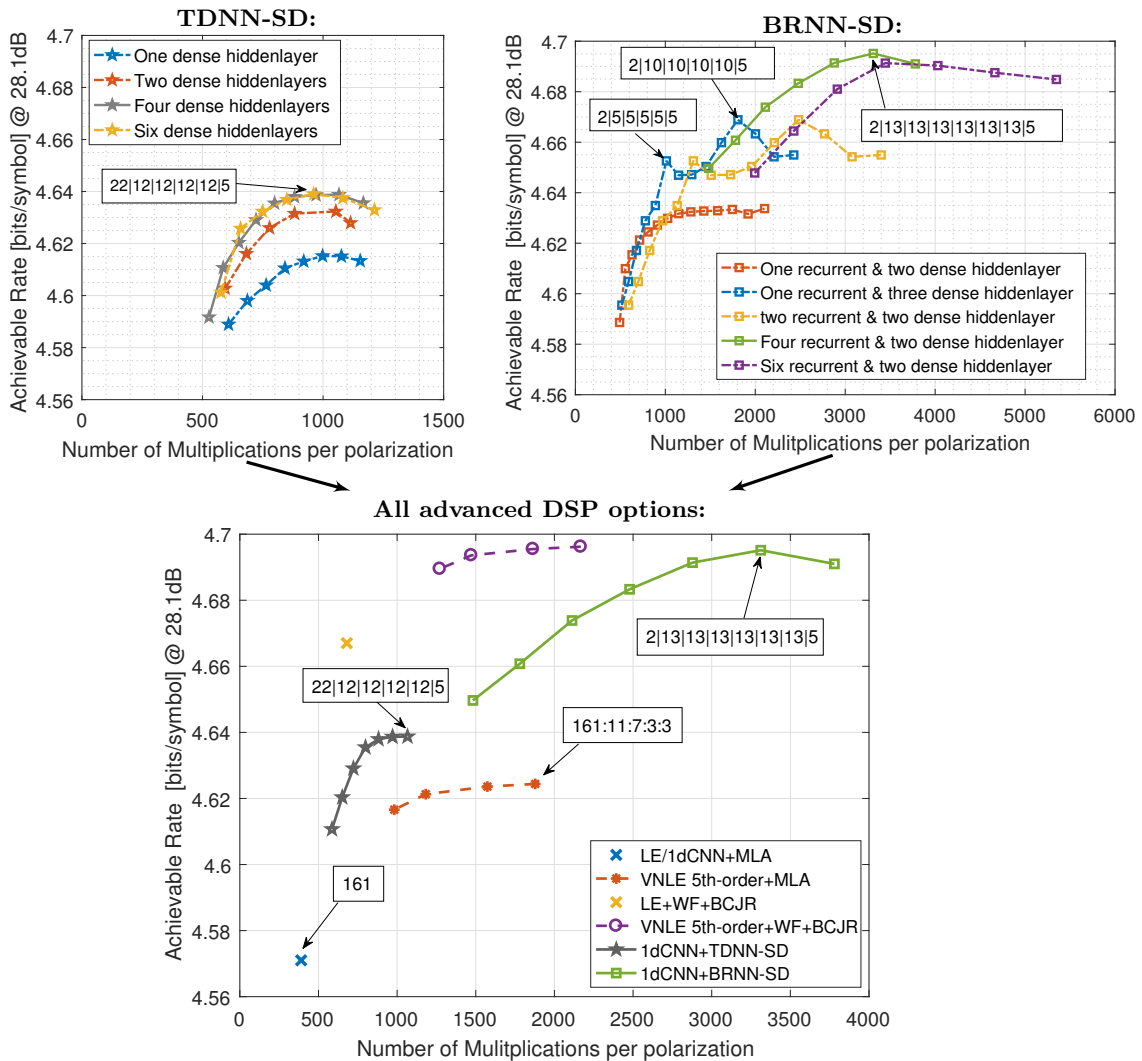 TDNN-SD:
4.7
4.68
4.66
4.64
4.62
4.6
4.58
4.56
Achievable Rate [bits/symbol] @ 28.1dB
One dense hiddenlayer
Two dense hiddenlayers
Four dense hiddenlayers
Six dense hiddenlayers
22|12|12|12|12|5
0
500
1000
1500
Number of Multiplications per polarization
BRNN-SD:
4.7
4.68
4.66
4.64
4.62
4.6
4.58
4.56
Achievable Rate [bits/symbol] @ 28.1dB
2|10|10|10|10|5
2|5|5|5|5|5
2|13|13|13|13|13|13|5
One recurrent & two dense hiddenlayer
One recurrent & three dense hiddenlayer
two recurrent & two dense hiddenlayer
Four recurrent & two dense hiddenlayer
Six recurrent & two dense hiddenlayer
0
1000
2000
3000
4000
5000
6000
Number of Mulitplications per polarization
All advanced DSP options:
4.7
4.68
4.66
4.64
4.62
4.6
4.58
4.56
Achievable Rate [bits/symbol] @ 28.1dB
2|13|13|13|13|13|13|5
22|12|12|12|12|5
161:11:7:3:3
161
LE/1dCNN+MLA
VNLE 5th-order+MLA
LE+WF+BCJR
VNLE 5th-order+WF+BCJR
1dCNN+TDNN-SD
1dCNN+BRNN-SD
0
500
1000
1500
2000
2500
3000
3500
4000
Number of Mulitplications per polarization